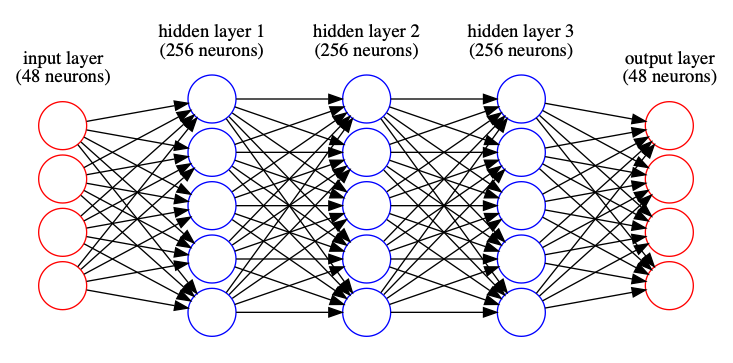 input layer
(48 neurons)
hidden layer 1
(256 neurons)
hidden layer 2
(256 neurons)
hidden layer 3
(256 neurons)
output layer
(48 neurons)